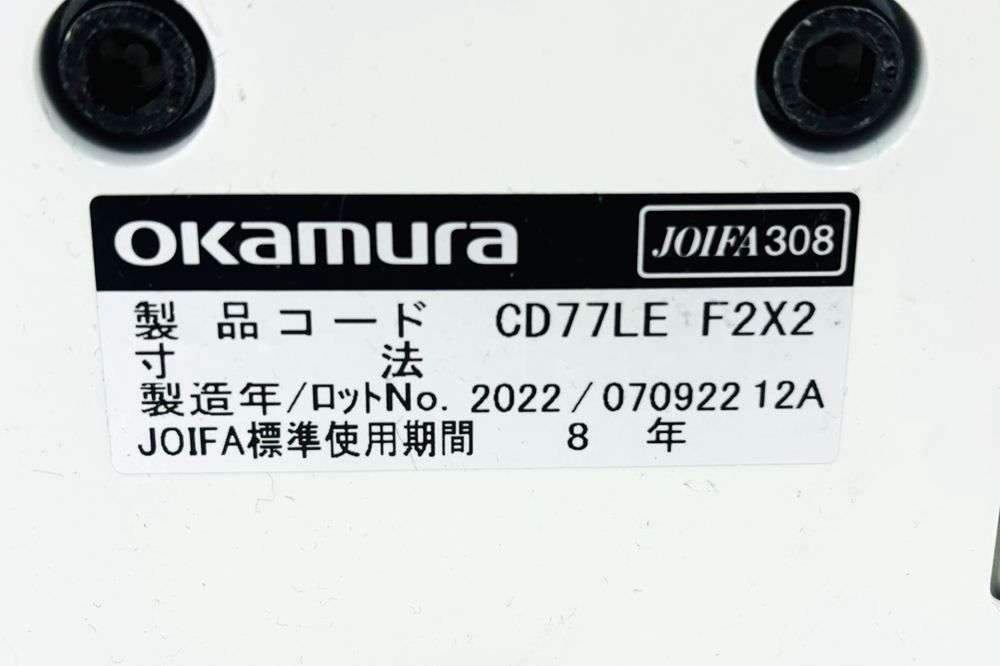 OKamura JOIFA308
製品コード CD77LE F2X2
寸法
製造年/ロットNo. 2022/070922 12A
JOIFA標準使用期間 8年